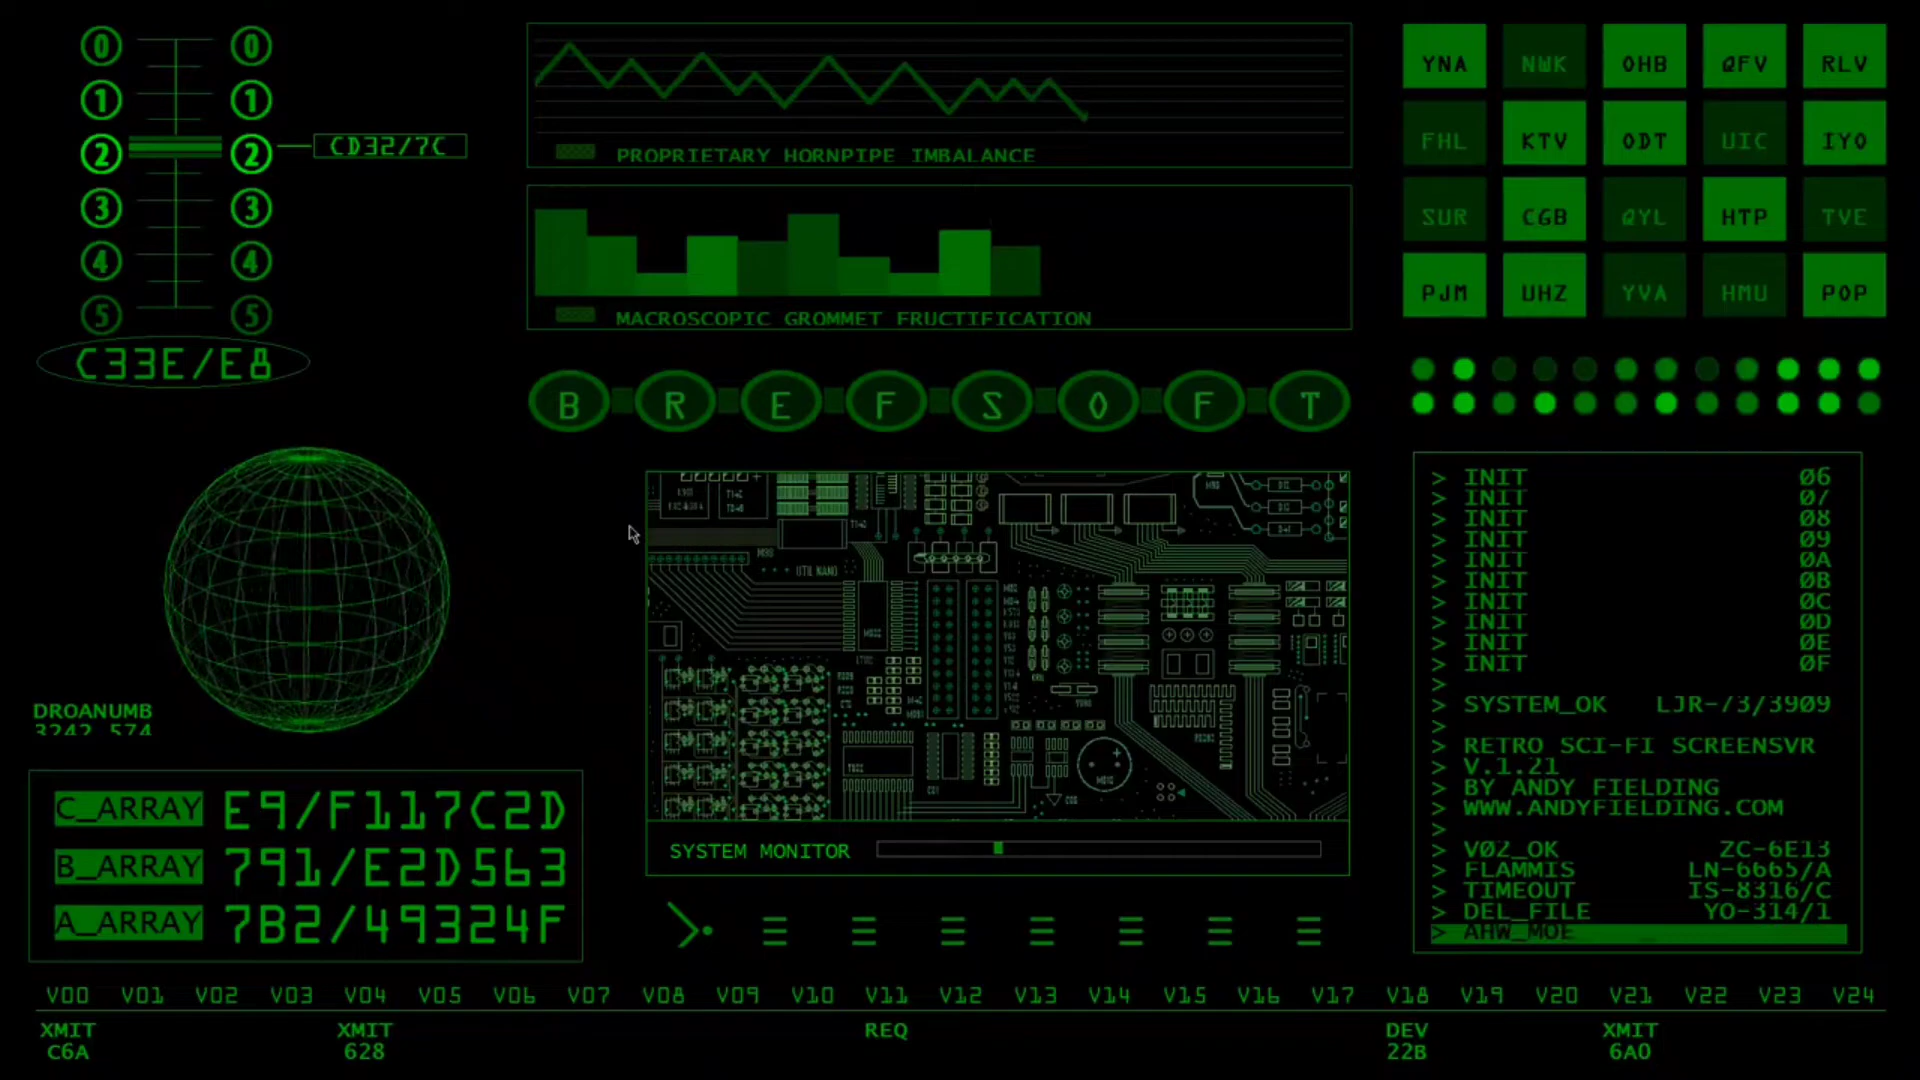 0 0
1 1
2 2
3 3
4 4
5 5
CD32/7C
C33E/E8
PROPRIETARY HORNPIPE IMBALANCE
MACROSCOPIC GROMMET FRUCTIFICATION
YNA NWK OHB QFV RLV
FHL KTV ODT UIC IYO
SUR CGB QYL HTP TVE
PJM UHZ YVA HMU POP
B R E F S O F T
DROANUMB
3242 574
C_ARRAY E9/F117C2D
B_ARRAY 791/E2D563
A_ARRAY 7B2/49324F
SYSTEM MONITOR
> INIT 06
> INIT 07
> INIT 08
> INIT 09
> INIT 0A
> INIT 0B
> INIT 0C
> INIT 0D
> INIT 0E
> INIT 0F
>
> SYSTEM_OK LJR-73/3909
>
> RETRO SCI-FI SCREENSVR
> V.1.21
> BY ANDY FIELDING
> WWW.ANDYFIELDING.COM
>
> V02_OK ZC-6E13
> FLAMMIS LN-6665/A
> TIMEOUT IS-8316/C
> DEL_FILE YO-314/1
> AHW_MOE
V00 V01 V02 V03 V04 V05 V06 V07 V08 V09 V10 V11 V12 V13 V14 V15 V16 V17 V18 V19 V20 V21 V22 V23 V24
XMIT XMIT REQ DEV XMIT
C6A 628 22B 6A0